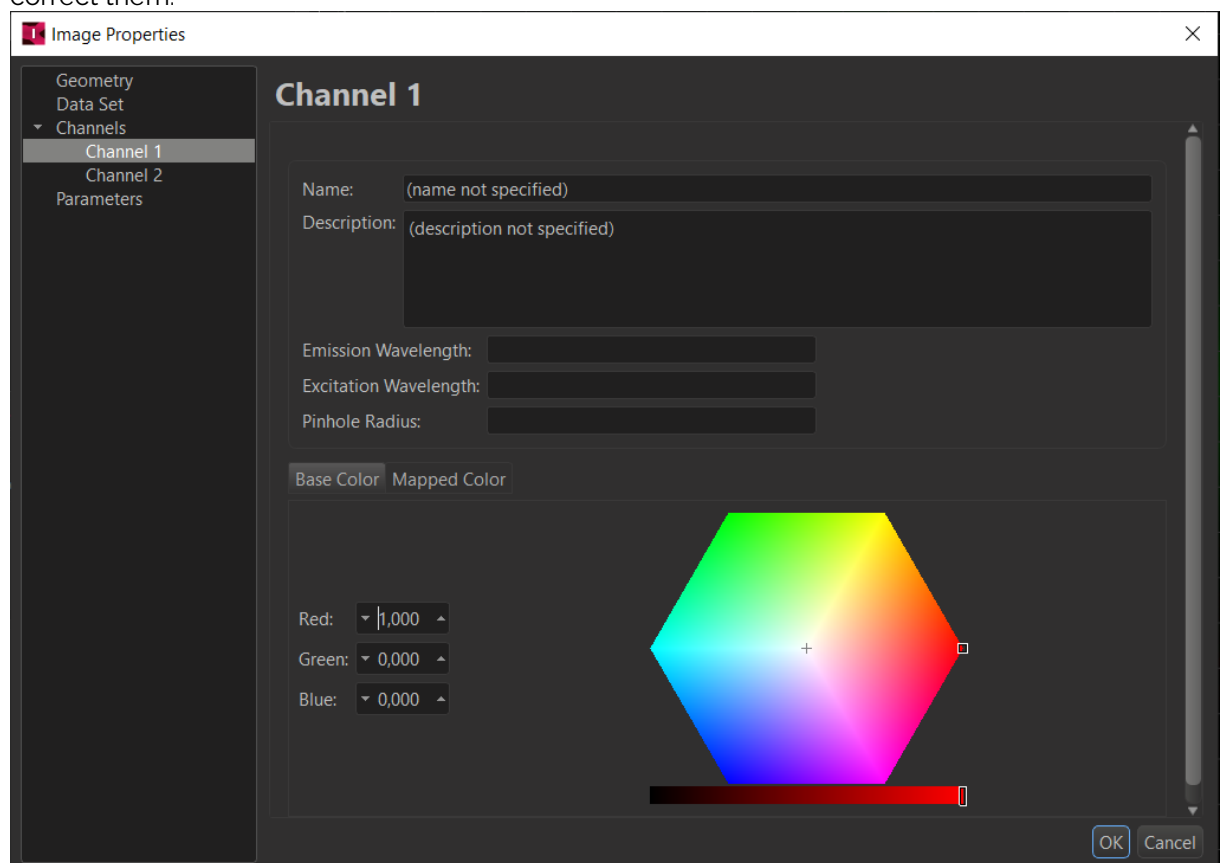 correct them.
Image Properties
Geometry
Data Set
Channels
Channel 1
Channel 2
Parameters
Channel 1
Name: (name not specified)
Description: (description not specified)
Emission Wavelength:
Excitation Wavelength:
Pinhole Radius:
Base Color Mapped Color
Red: 1,000
Green: 0,000
Blue: 0,000
OK Cancel